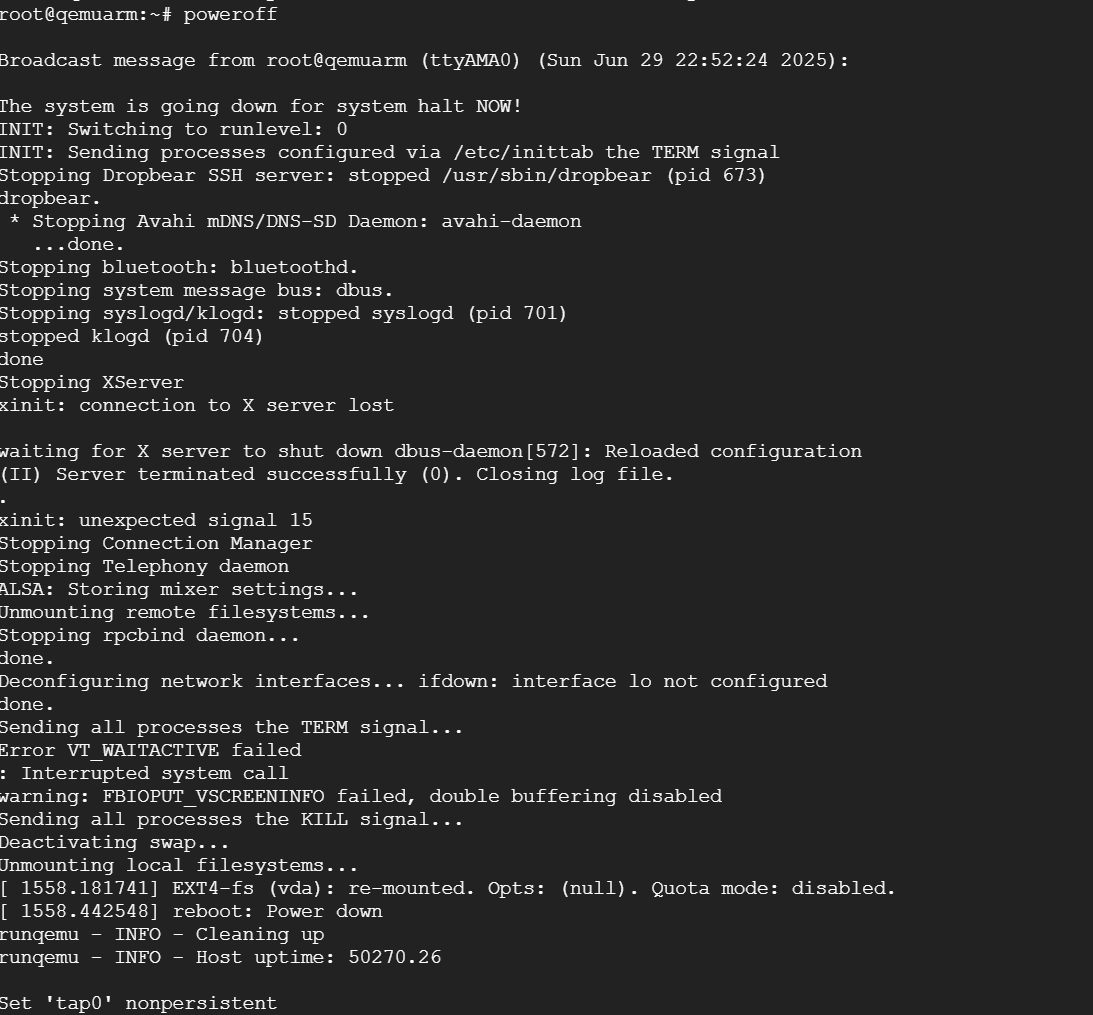 root@qemuarm:~# poweroff
Broadcast message from root@qemuarm (ttyAMA0) (Sun Jun 29 22:52:24 2025):
The system is going down for system halt NOW!
INIT: Switching to runlevel: 0
INIT: Sending processes configured via /etc/inittab the TERM signal
Stopping Dropbear SSH server: stopped /usr/sbin/dropbear (pid 673)
dropbear.
* Stopping Avahi mDNS/DNS-SD Daemon: avahi-daemon
...done.
Stopping bluetooth: bluetoothd.
Stopping system message bus: dbus.
Stopping syslogd/klogd: stopped syslogd (pid 701)
stopped klogd (pid 704)
done
Stopping XServer
xinit: connection to X server lost
waiting for X server to shut down dbus-daemon[572]: Reloaded configuration
(II) Server terminated successfully (0). Closing log file.
.
xinit: unexpected signal 15
Stopping Connection Manager
Stopping Telephony daemon
ALSA: Storing mixer settings...
Unmounting remote filesystems...
Stopping rpcbind daemon...
done.
Deconfiguring network interfaces... ifdown: interface lo not configured
done.
Sending all processes the TERM signal...
Error VT_WAITACTIVE failed
: Interrupted system call
warning: FBIOPUT_VSCREENINFO failed, double buffering disabled
Sending all processes the KILL signal...
Deactivating swap...
Unmounting local filesystems...
[ 1558.181741] EXT4-fs (vda): re-mounted. Opts: (null). Quota mode: disabled.
[ 1558.442548] reboot: Power down
runqemu - INFO - Cleaning up
runqemu - INFO - Host uptime: 50270.26
Set 'tap0' nonpersistent